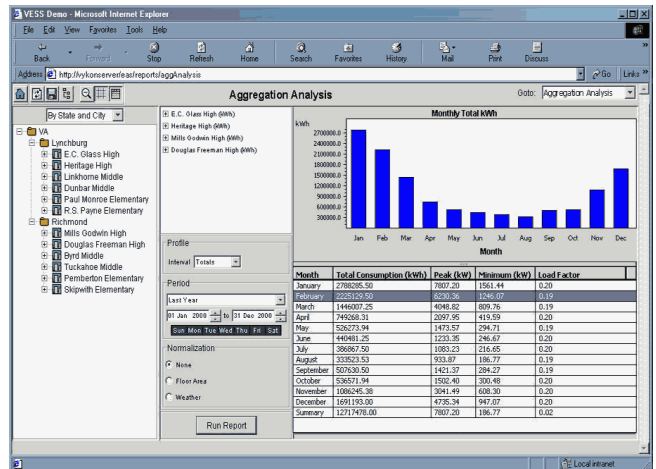 VESS Demo - Microsoft Internet Explorer
File Edit View Favorites Tools Help
Back Forward Stop Refresh Home Search Favorites History Mail Print Discuss
Address http://vykonserver/eas/reports/aggAnalysis Go Links
Aggregation Analysis
Goto: Aggregation Analysis
By State and City
VA
Lynchburg
E.C. Glass High
Heritage High
Linkhorne Middle
Dunbar Middle
Paul Monroe Elementary
R.S. Payne Elementary
Richmond
Mills Godwin High
Douglas Freeman High
Byrd Middle
Tuckahoe Middle
Pemberton Elementary
Skipwith Elementary
E.C. Glass High (kWh)
Heritage High (kWh)
Mills Godwin High (kWh)
Douglas Freeman High (kWh)
Profile
Interval Totals
Period
Last Year
01 Jan 2000 to 31 Dec 2000
Sun Mon Tue Wed Thu Fri Sat
Normalization
None
Floor Area
Weather
Run Report
Monthly Total kWh
kWh
2700000.0
2400000.0
2100000.0
1800000.0
1500000.0
1200000.0
900000.0
600000.0
300000.0
Jan Feb Mar Apr May Jun Jul Aug Sep Oct Nov Dec
Month
Month Total Consumption (kWh) Peak (kW) Minimum (kW) Load Factor
January 2788285.50 7807.20 1561.44 0.20
February 2225129.50 6230.36 1246.07 0.19
March 1446007.25 4048.82 809.76 0.19
April 749268.31 2097.95 419.59 0.20
May 526273.94 1473.57 294.71 0.19
June 440481.25 1233.35 246.67 0.20
July 386867.50 1083.23 216.65 0.20
August 333523.53 933.87 186.77 0.19
September 507630.50 1421.37 284.27 0.19
October 536571.94 1502.40 300.48 0.20
November 1086245.38 3041.49 608.30 0.20
December 1691193.00 4735.34 947.07 0.20
Summary 12717478.00 7807.20 186.77 0.02
Local intranet